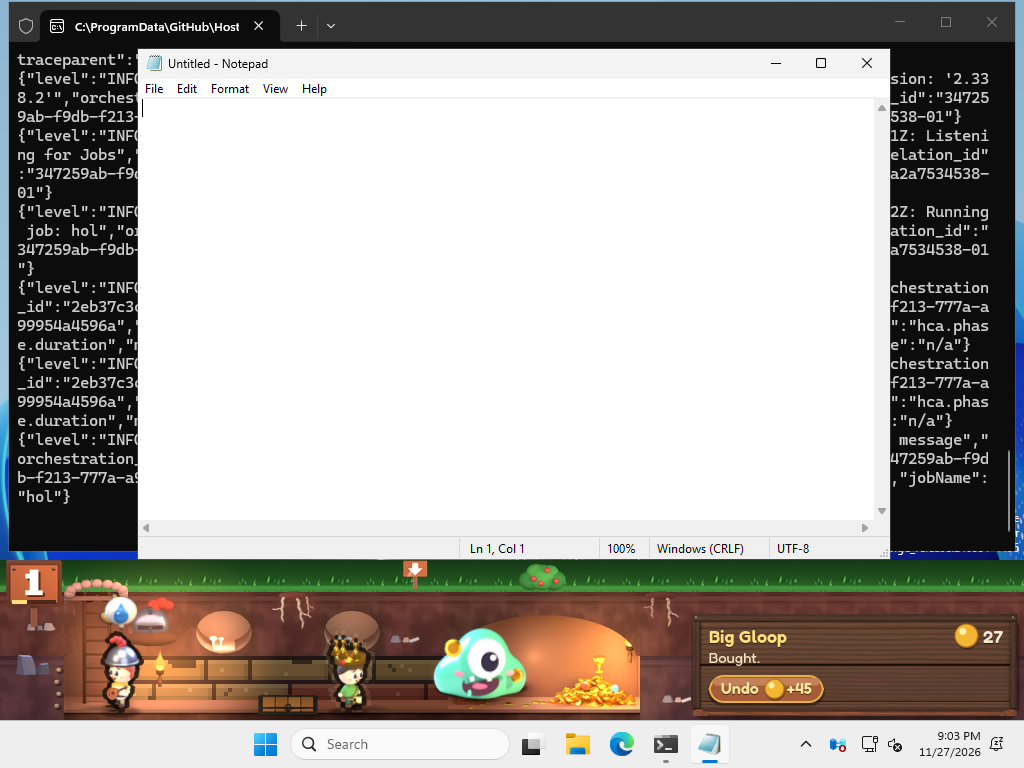 C:\ProgramData\GitHub\Host
Untitled - Notepad
File Edit Format View Help
traceparent":"
{"level":"INFO sion: '2.33
8.2'","orchest _id":"34725
9ab-f9db-f213- 538-01"}
{"level":"INFO 1Z: Listeni
ng for Jobs"," elation_id"
:"347259ab-f9d a2a7534538-
01"}
{"level":"INFO 2Z: Running
job: hol","or ation_id":"
347259ab-f9db- a7534538-01
"}
{"level":"INFO chestration
_id":"2eb37c3c f213-777a-a
99954a4596a"," ":"hca.phas
e.duration"," e":"n/a"}
{"level":"INFO chestration
_id":"2eb37c3c f213-777a-a
99954a4596a"," ":"hca.phas
e.duration"," :"n/a"}
{"level":"INFO message","
orchestration_ 47259ab-f9d
b-f213-777a-a9 ,"jobName":
"hol"}
Ln 1, Col 1 100% Windows (CRLF) UTF-8
1
Big Gloop 27
Bought.
Undo +45
Search
9:03 PM
11/27/2026